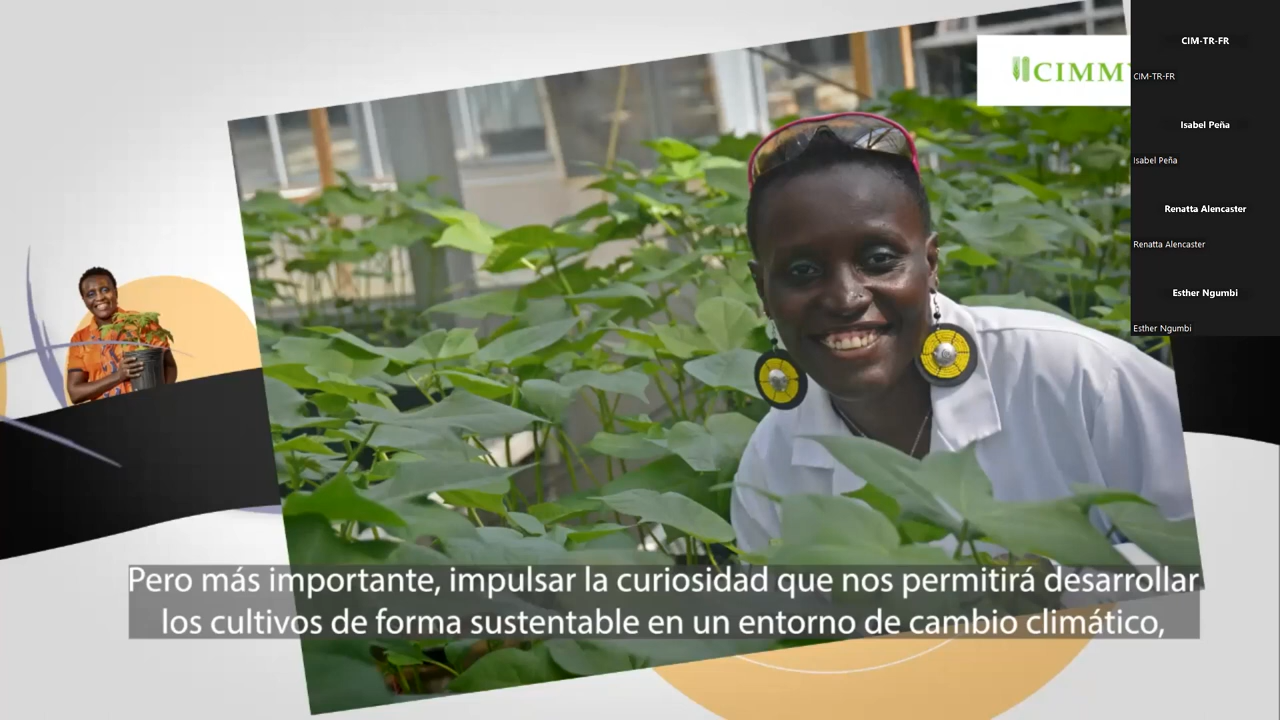 CIMM
CIM-TR-FR
CIM-TR-FR
Isabel Peña
Isabel Peña
Renatta Alencaster
Renatta Alencaster
Esther Ngumbi
Esther Ngumbi
Pero más importante, impulsar la curiosidad que nos permitirá desarrollar
los cultivos de forma sustentable en un entorno de cambio climático,